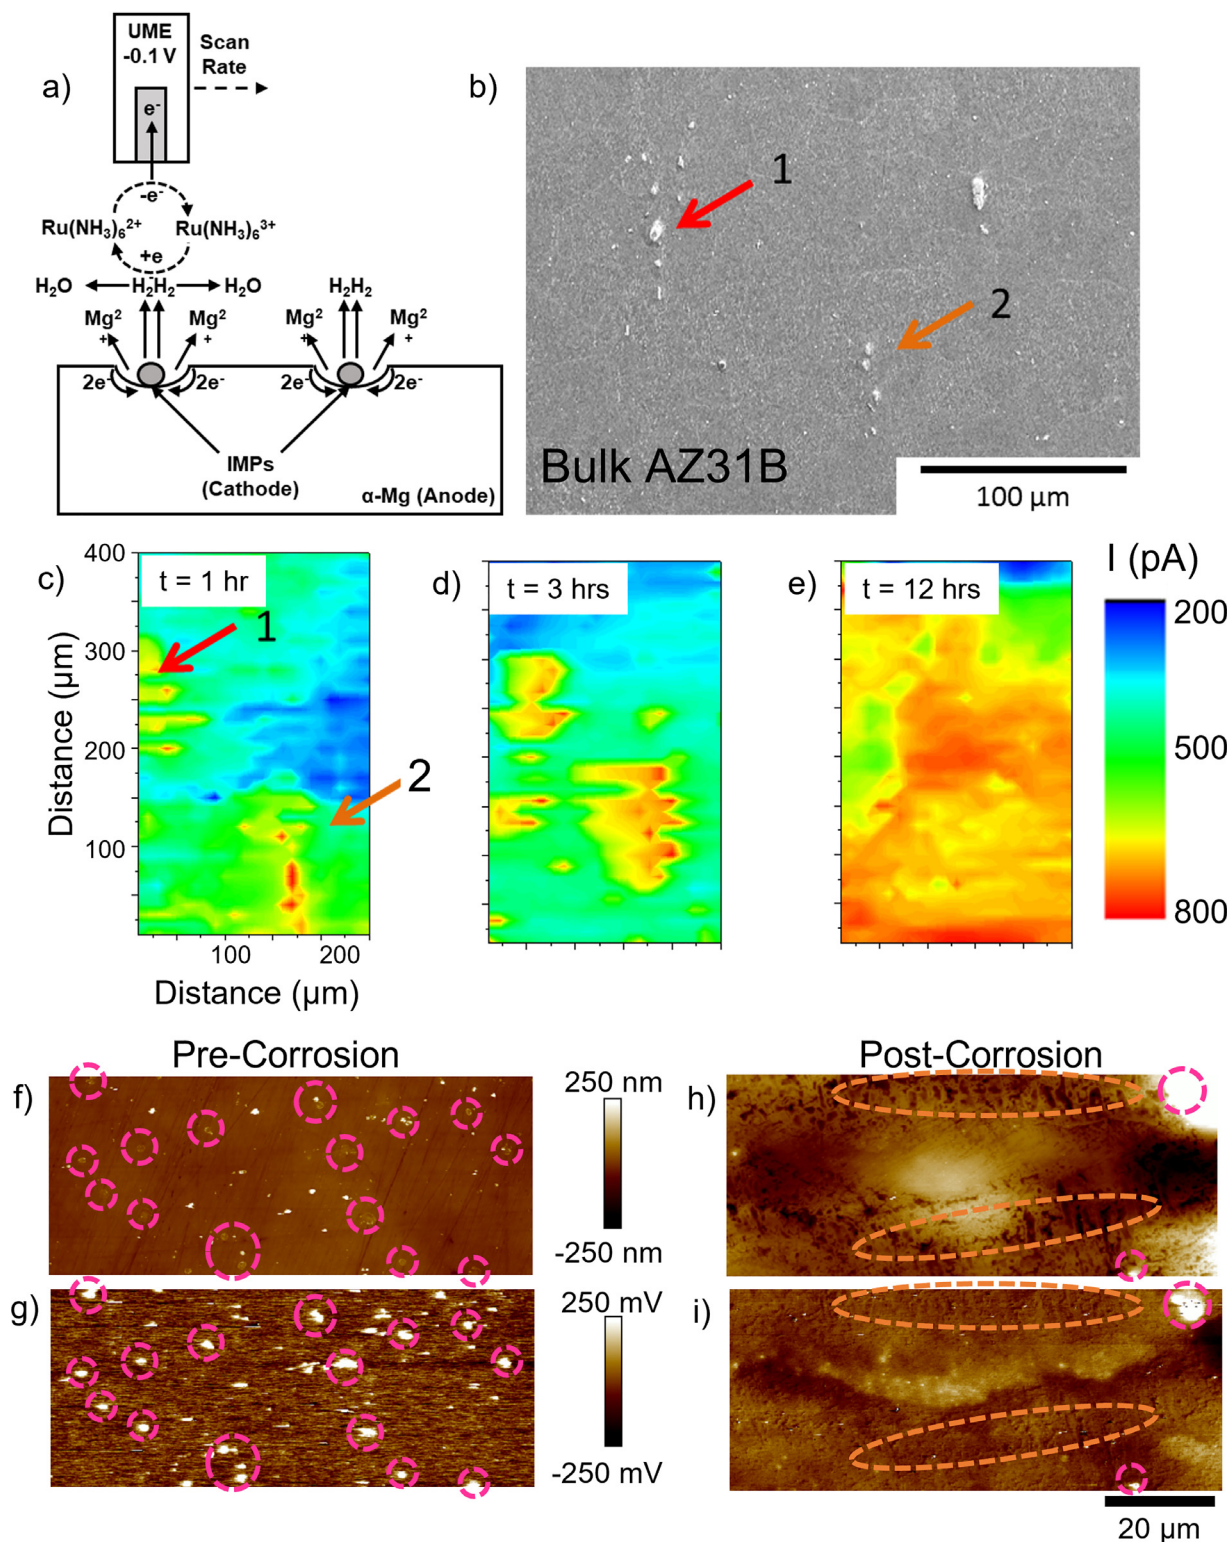 a)
UME
-0.1 V
Scan
Rate
e-
-e-
Ru(NH3)6 2+
Ru(NH3)6 3+
+e
H2O
H2H2
H2O
H2H2
Mg2
+
Mg2
+
Mg2
+
Mg2
+
2e-
2e-
2e-
2e-
IMPs
(Cathode)
α-Mg (Anode)
b)
1
2
Bulk AZ31B
100 µm
c)
t = 1 hr
1
2
400
300
200
100
Distance (µm)
100
200
Distance (µm)
d)
t = 3 hrs
e)
t = 12 hrs
I (pA)
200
500
800
Pre-Corrosion
Post-Corrosion
f)
250 nm
-250 nm
h)
g)
250 mV
-250 mV
i)
20 µm